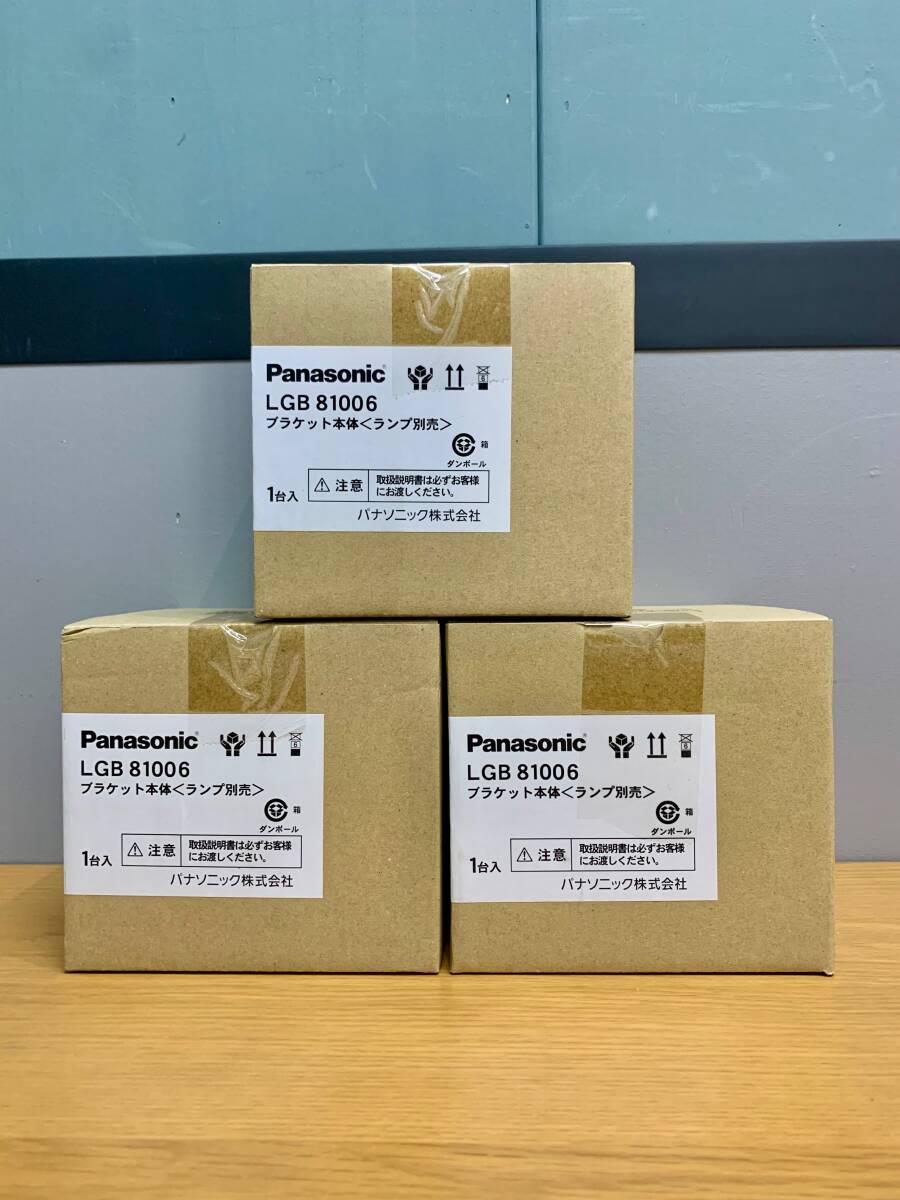 Panasonic
LGB 81006
ブラケット本体＜ランプ別売＞
箱
ダンボール
1台入
注意
取扱説明書は必ずお客様
にお渡しください。
パナソニック株式会社
Panasonic
LGB 81006
ブラケット本体＜ランプ別売＞
箱
ダンボール
1台入
注意
取扱説明書は必ずお客様
にお渡しください。
パナソニック株式会社
Panasonic
LGB 81006
ブラケット本体＜ランプ別売＞
箱
ダンボール
1台入
注意
取扱説明書は必ずお客様
にお渡しください。
パナソニック株式会社